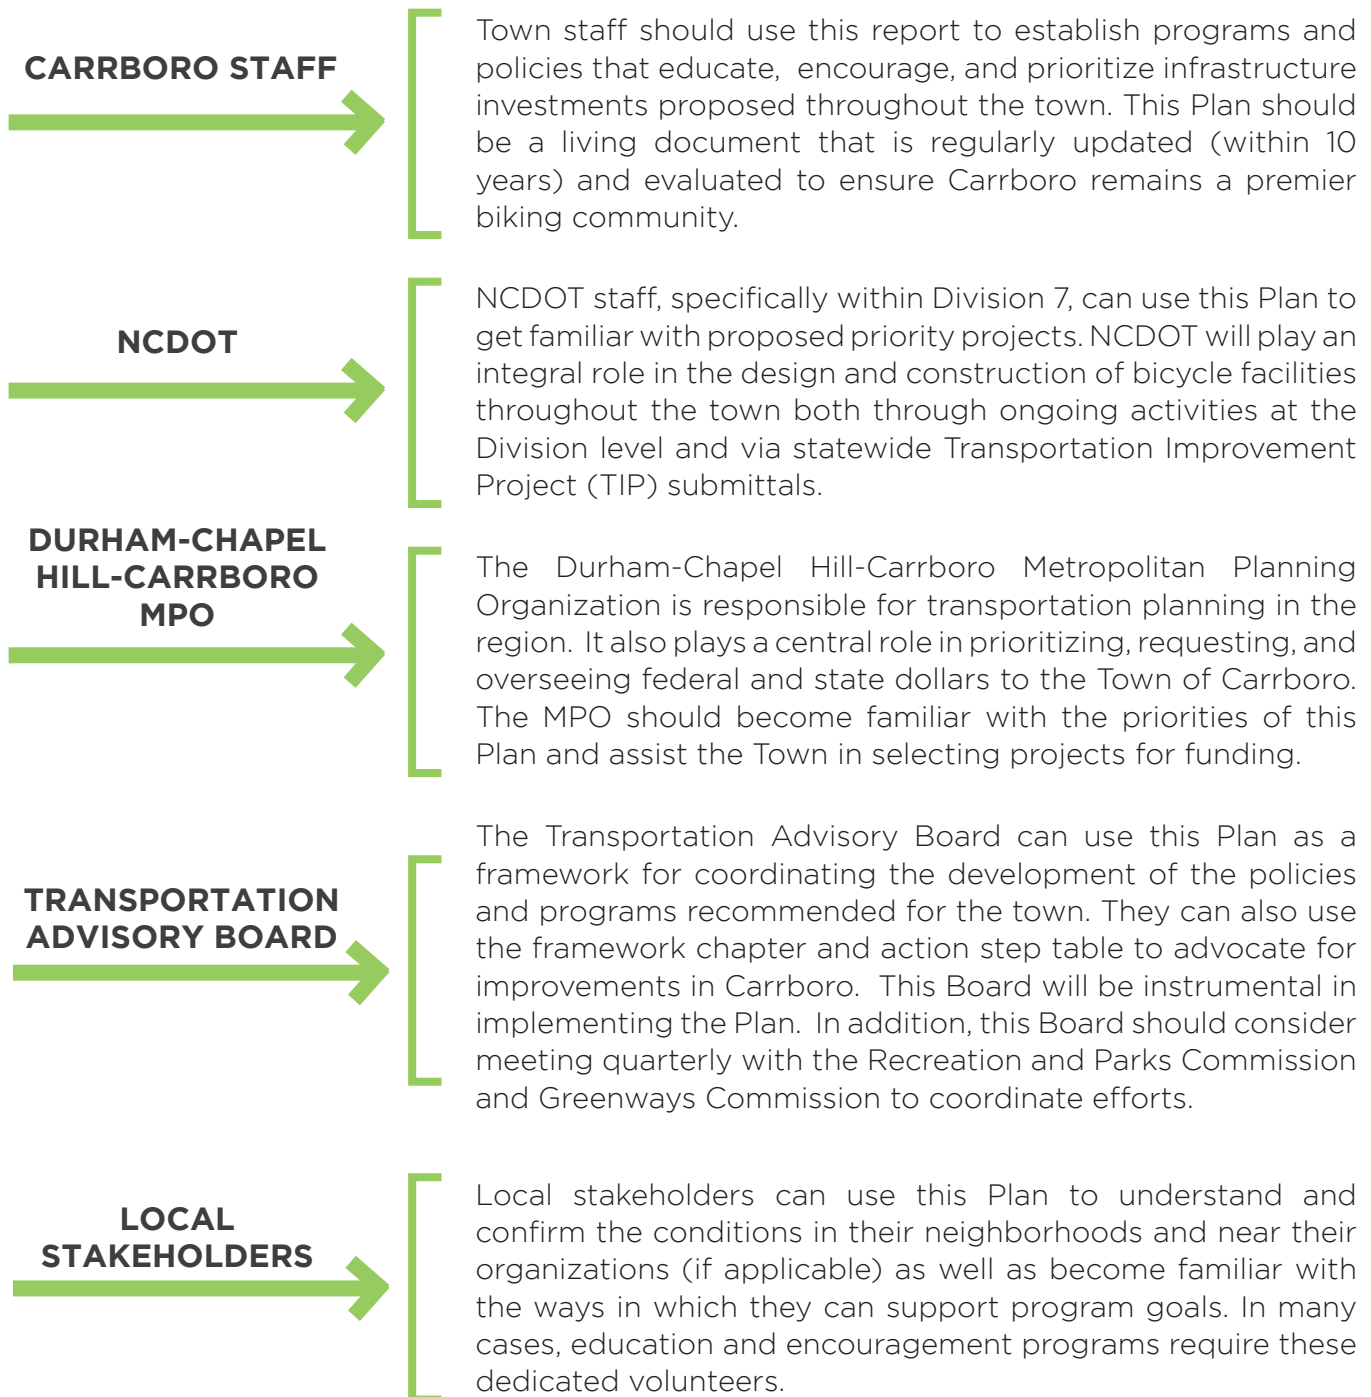 CARRBORO STAFF
Town staff should use this report to establish programs and
policies that educate, encourage, and prioritize infrastructure
investments proposed throughout the town. This Plan should
be a living document that is regularly updated (within 10
years) and evaluated to ensure Carrboro remains a premier
biking community.
NCDOT
NCDOT staff, specifically within Division 7, can use this Plan to
get familiar with proposed priority projects. NCDOT will play an
integral role in the design and construction of bicycle facilities
throughout the town both through ongoing activities at the
Division level and via statewide Transportation Improvement
Project (TIP) submittals.
DURHAM-CHAPEL
HILL-CARRBORO
MPO
The Durham-Chapel Hill-Carrboro Metropolitan Planning
Organization is responsible for transportation planning in the
region. It also plays a central role in prioritizing, requesting, and
overseeing federal and state dollars to the Town of Carrboro.
The MPO should become familiar with the priorities of this
Plan and assist the Town in selecting projects for funding.
TRANSPORTATION
ADVISORY BOARD
The Transportation Advisory Board can use this Plan as a
framework for coordinating the development of the policies
and programs recommended for the town. They can also use
the framework chapter and action step table to advocate for
improvements in Carrboro. This Board will be instrumental in
implementing the Plan. In addition, this Board should consider
meeting quarterly with the Recreation and Parks Commission
and Greenways Commission to coordinate efforts.
LOCAL
STAKEHOLDERS
Local stakeholders can use this Plan to understand and
confirm the conditions in their neighborhoods and near their
organizations (if applicable) as well as become familiar with
the ways in which they can support program goals. In many
cases, education and encouragement programs require these
dedicated volunteers.